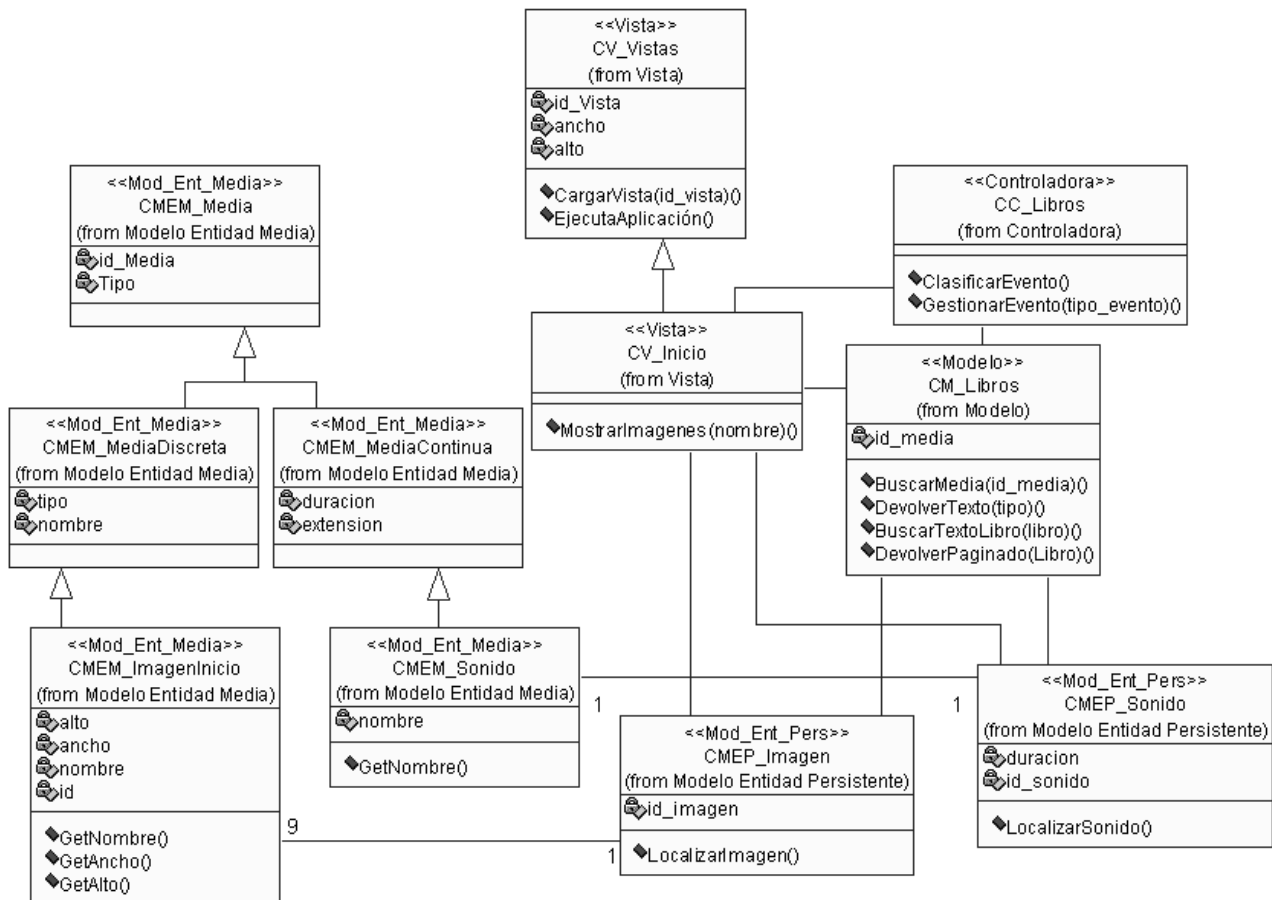 <<Vista>>
CV_Vistas
(from Vista)
id_Vista
ancho
alto
CargarVista(id_vista)()
EjecutaAplicación()
<<Mod_Ent_Media>>
CMEM_Media
(from Modelo Entidad Media)
id_Media
Tipo
<<Controladora>>
CC_Libros
(from Controladora)
ClasificarEvento()
GestionarEvento(tipo_evento)()
<<Vista>>
CV_Inicio
(from Vista)
MostrarImagenes(nombre)()
<<Modelo>>
CM_Libros
(from Modelo)
id_media
BuscarMedia(id_media)()
DevolverTexto(tipo)()
BuscarTextoLibro(libro)()
DevolverPaginado(Libro)()
<<Mod_Ent_Media>>
CMEM_MediaDiscreta
(from Modelo Entidad Media)
tipo
nombre
<<Mod_Ent_Media>>
CMEM_MediaContinua
(from Modelo Entidad Media)
duracion
extension
<<Mod_Ent_Media>>
CMEM_ImagenInicio
(from Modelo Entidad Media)
alto
ancho
nombre
id
GetNombre()
GetAncho()
GetAlto()
<<Mod_Ent_Media>>
CMEM_Sonido
(from Modelo Entidad Media)
nombre
GetNombre()
1
1
<<Mod_Ent_Pers>>
CMEP_Imagen
(from Modelo Entidad Persistente)
id_imagen
LocalizarImagen()
<<Mod_Ent_Pers>>
CMEP_Sonido
(from Modelo Entidad Persistente)
duracion
id_sonido
LocalizarSonido()
9
1